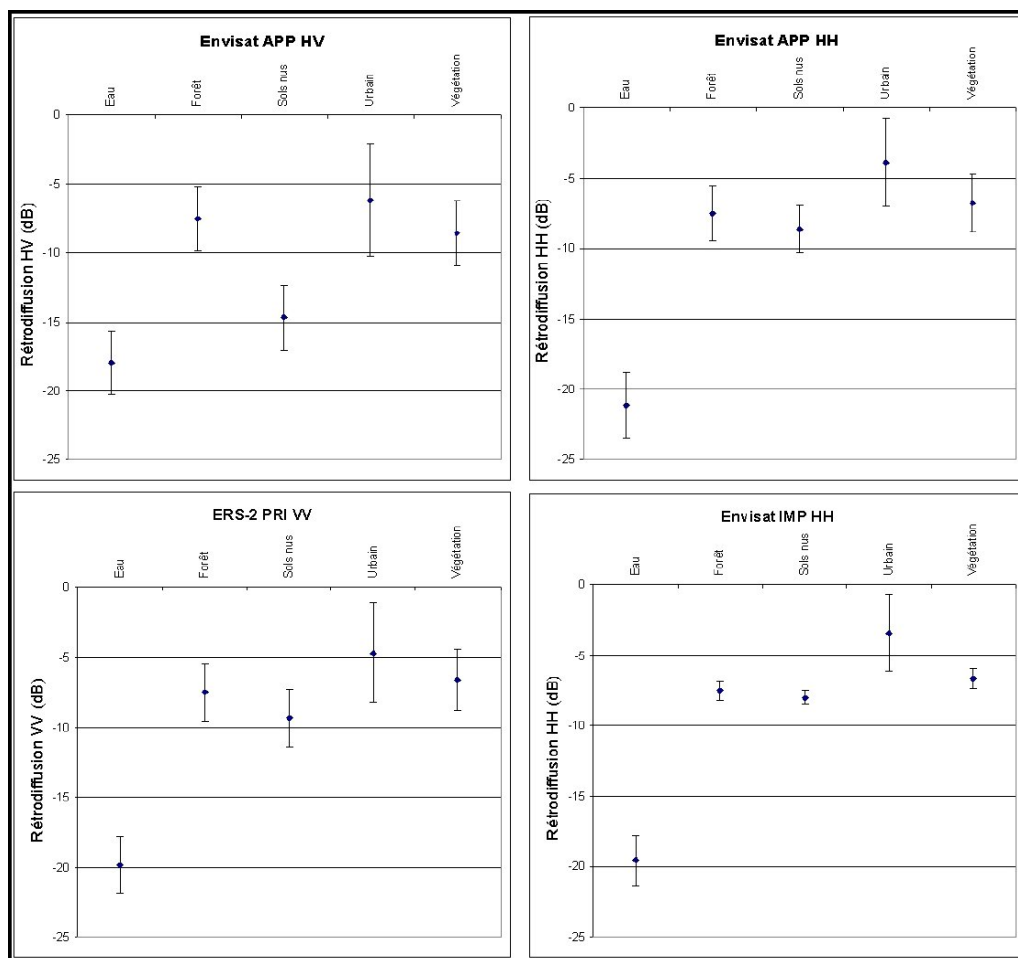 Envisat APP HV
Eau
Forêt
Sols nus
Urbain
Végétation
0
-5
-10
-15
-20
-25
Rétrodiffusion HV (dB)
Envisat APP HH
Eau
Forêt
Sols nus
Urbain
Végétation
0
-5
-10
-15
-20
-25
Rétrodiffusion HH (dB)
ERS-2 PRI VV
Eau
Forêt
Sols nus
Urbain
Végétation
0
-5
-10
-15
-20
-25
Rétrodiffusion VV (dB)
Envisat IMP HH
Eau
Forêt
Sols nus
Urbain
Végétation
0
-5
-10
-15
-20
-25
Rétrodiffusion HH (dB)